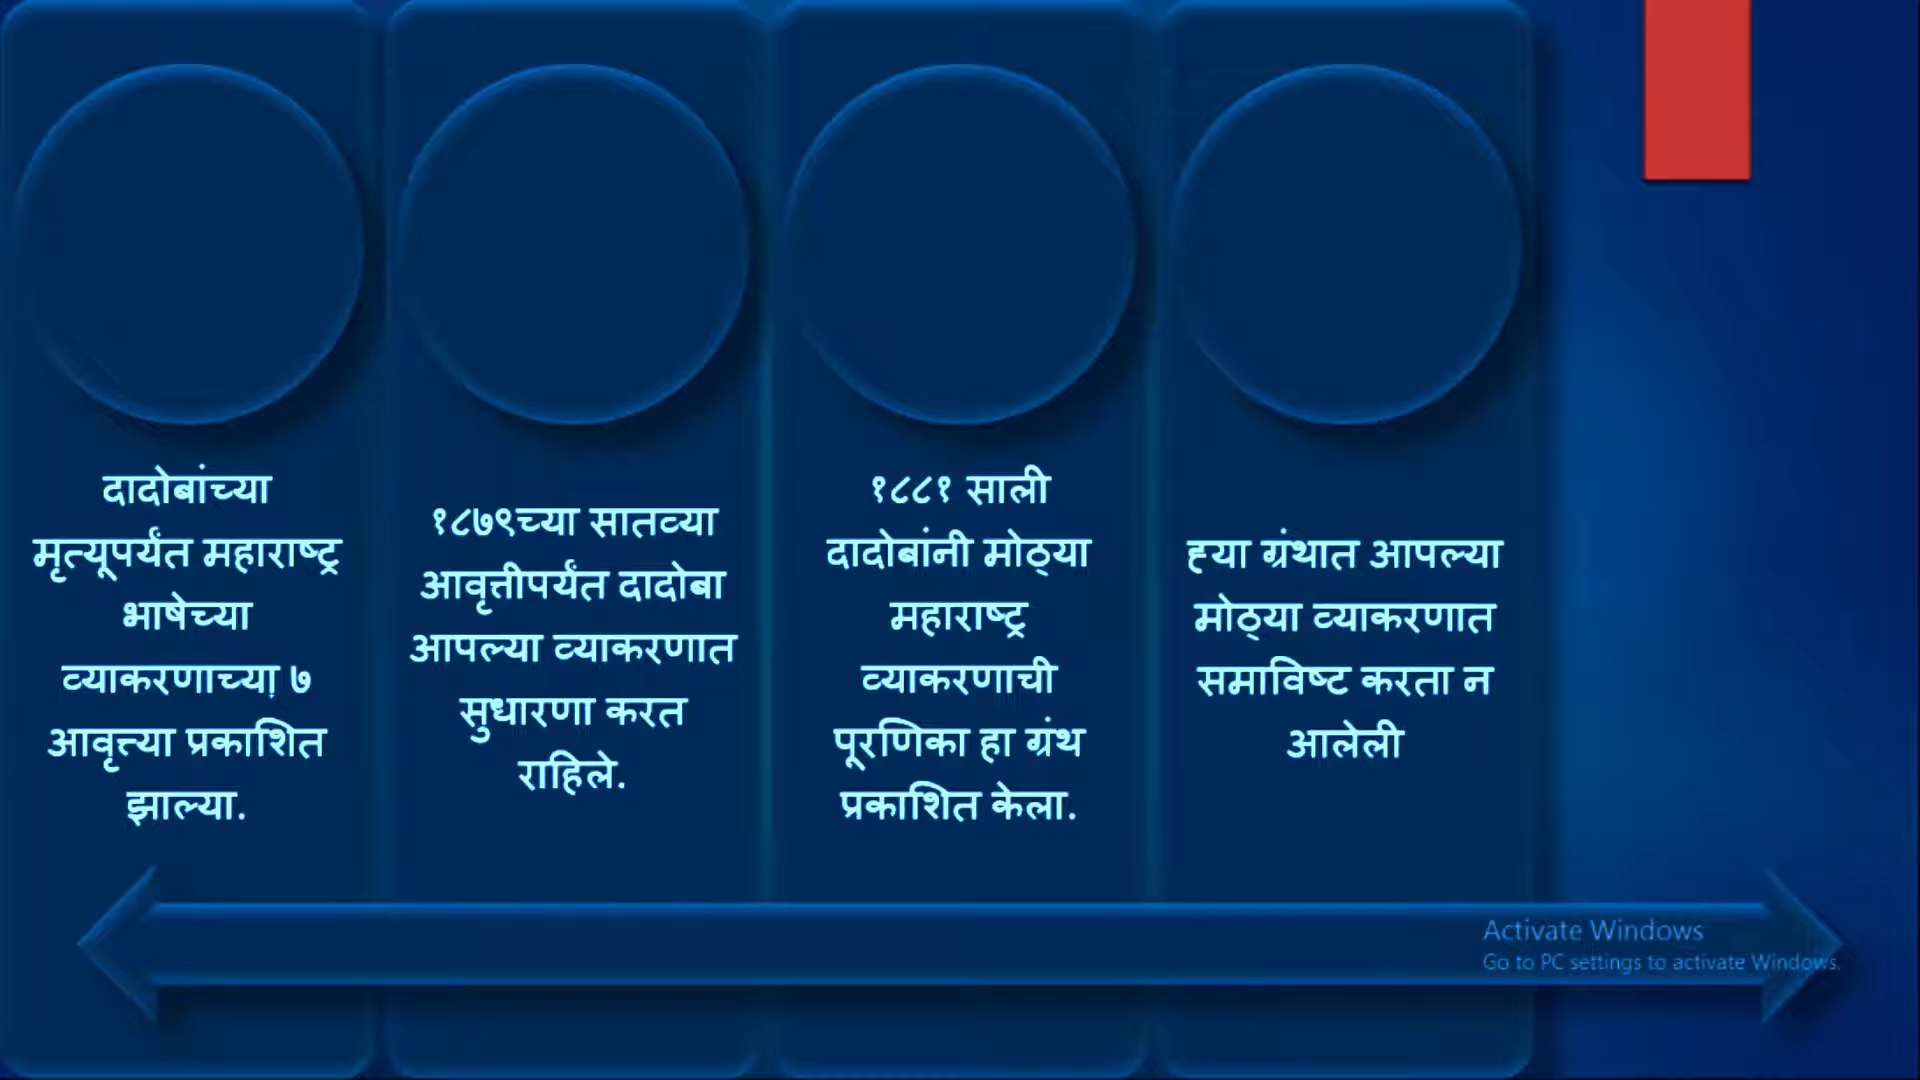 दादोबांच्या
मृत्यूपर्यंत महाराष्ट्र
भाषेच्या
व्याकरणाच्या़ ७
आवृत्त्या प्रकाशित
झाल्या.
१८७९च्या सातव्या
आवृत्तीपर्यंत दादोबा
आपल्या व्याकरणात
सुधारणा करत
राहिले.
१८८१ साली
दादोबांनी मोठ्या
महाराष्ट्र
व्याकरणाची
पूरणिका हा ग्रंथ
प्रकाशित केला.
ह्या ग्रंथात आपल्या
मोठ्या व्याकरणात
समाविष्ट करता न
आलेली
Activate Windows
Go to PC settings to activate Windows.